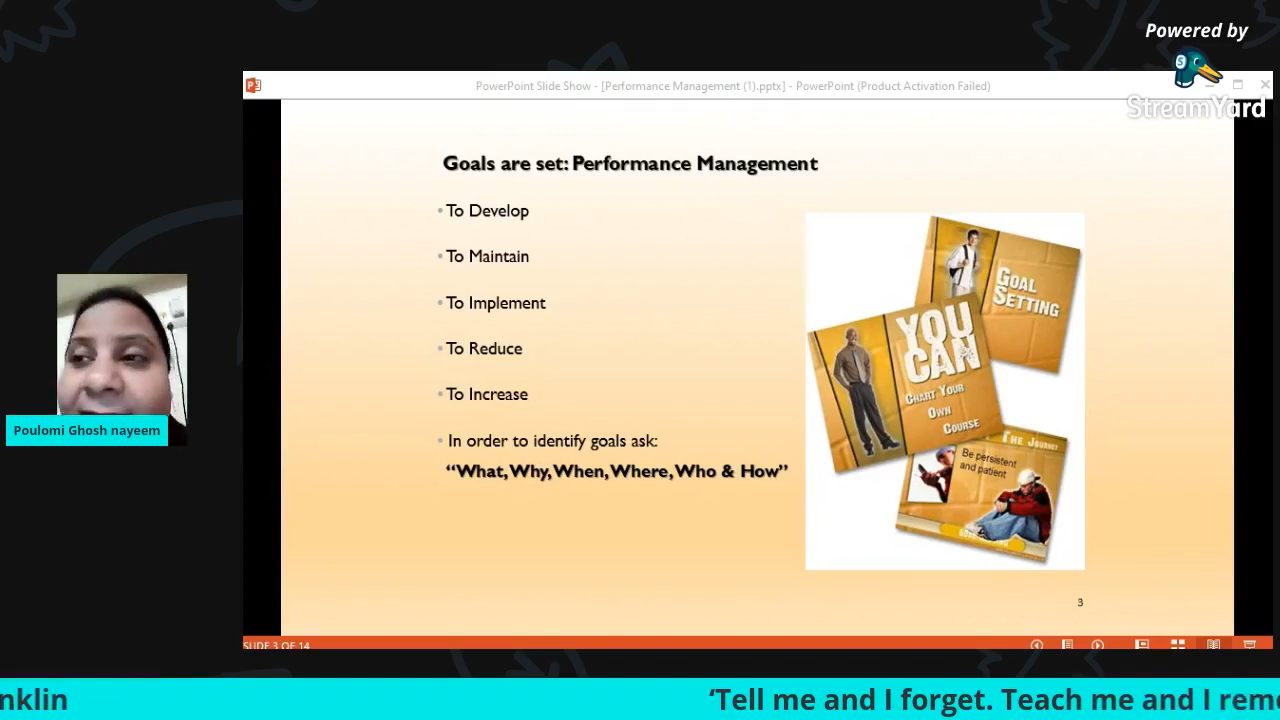 Powered by
StreamYard
PowerPoint Slide Show - [Performance Management (1).pptx] - PowerPoint (Product Activation Failed)
Goals are set: Performance Management
• To Develop
• To Maintain
• To Implement
• To Reduce
• To Increase
• In order to identify goals ask:
“What, Why, When, Where, Who & How”
GOAL
SETTING
YOU
CAN
CHART YOUR
OWN
COURSE
THE JOURNEY
Be persistent
and patient
3
SLIDE 3 OF 14
Poulomi Ghosh nayeem
nklin
‘Tell me and I forget. Teach me and I reme